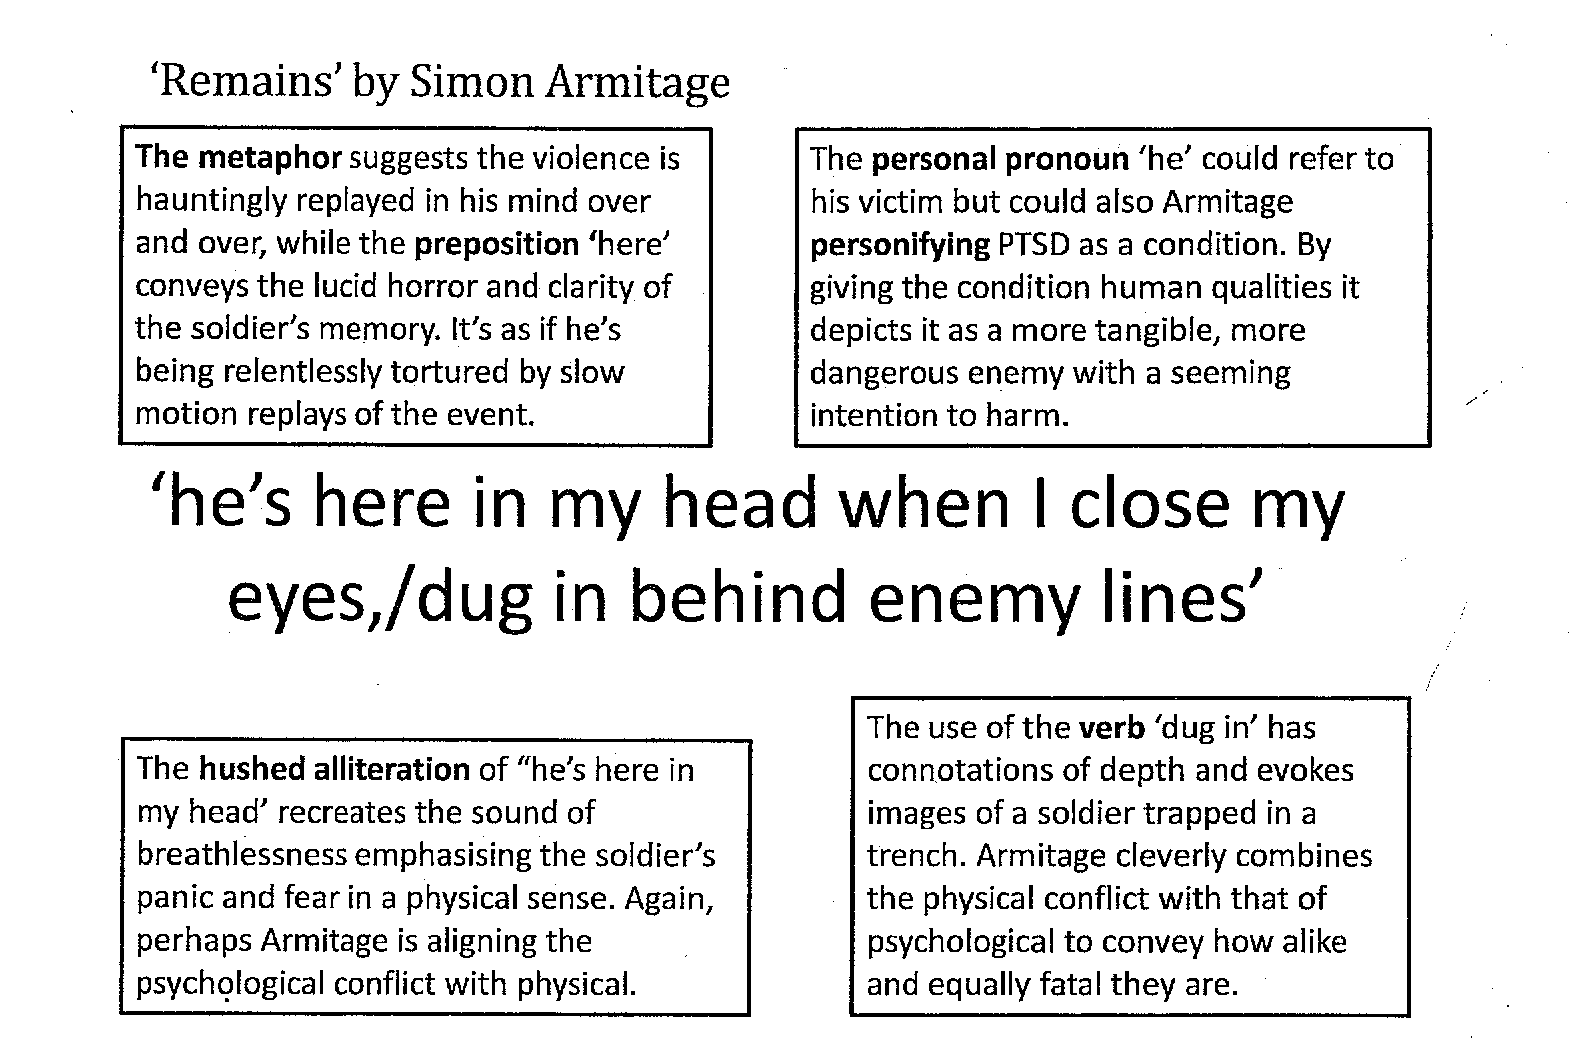 ‘Remains’ by Simon Armitage
The metaphor suggests the violence is
hauntingly replayed in his mind over
and over, while the preposition ‘here’
conveys the lucid horror and clarity of
the soldier’s memory. It’s as if he’s
being relentlessly tortured by slow
motion replays of the event.
The personal pronoun ‘he’ could refer to
his victim but could also Armitage
personifying PTSD as a condition. By
giving the condition human qualities it
depicts it as a more tangible, more
dangerous enemy with a seeming
intention to harm.
‘he’s here in my head when I close my
eyes,/dug in behind enemy lines’
The hushed alliteration of “he’s here in
my head’ recreates the sound of
breathlessness emphasising the soldier’s
panic and fear in a physical sense. Again,
perhaps Armitage is aligning the
psychological conflict with physical.
The use of the verb ‘dug in’ has
connotations of depth and evokes
images of a soldier trapped in a
trench. Armitage cleverly combines
the physical conflict with that of
psychological to convey how alike
and equally fatal they are.